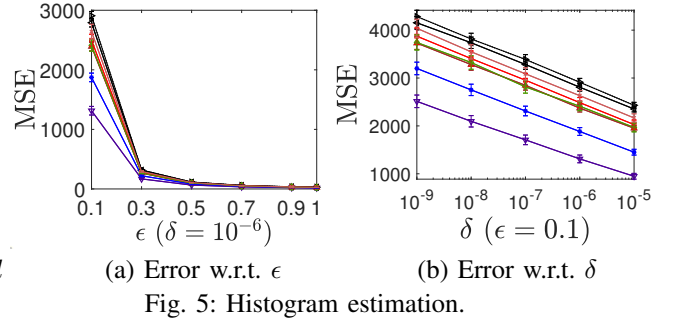 3000
2000
1000
0
MSE
0.1 0.3 0.5 0.7 0.9 1
ϵ (δ = 10⁻⁶)
4000
3000
2000
1000
MSE
10⁻⁹ 10⁻⁸ 10⁻⁷ 10⁻⁶ 10⁻⁵
δ (ϵ = 0.1)
(a) Error w.r.t. ϵ
(b) Error w.r.t. δ
Fig. 5: Histogram estimation.